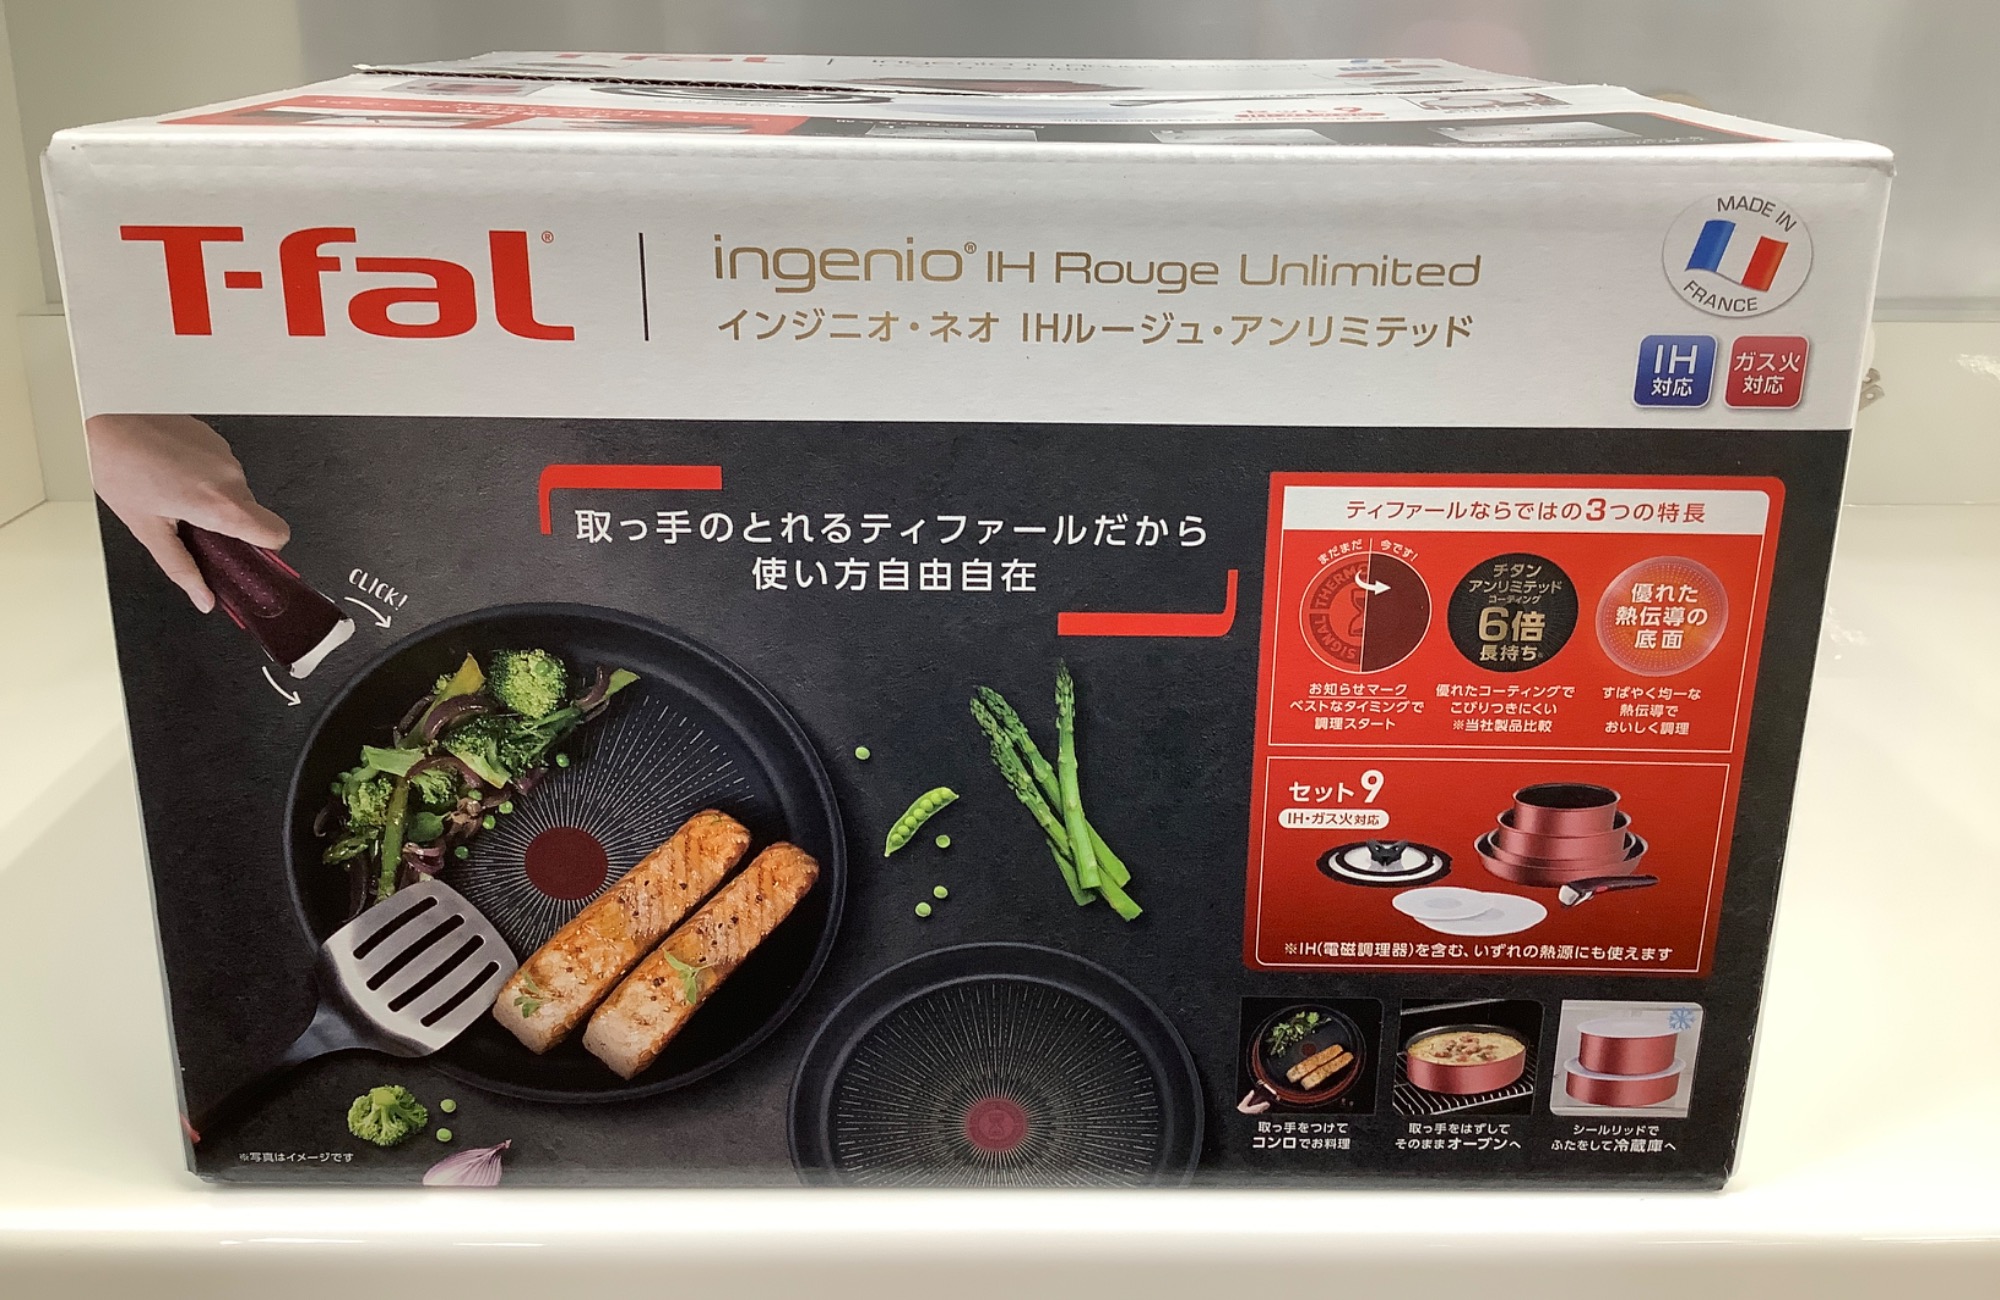 T-fal®
ingenio® IH Rouge Unlimited
インジニオ・ネオ IHルージュ・アンリミテッド
MADE IN
FRANCE
IH
対応
ガス火
対応
CLICK!
取っ手のとれるティファールだから
使い方自由自在
ティファールならではの3つの特長
まだまだ
今です!
THERMO
SIGNAL
お知らせマーク
ベストなタイミングで
調理スタート
チタン
アンリミテッド
コーティング
6倍
長持ち※
優れたコーティングで
こびりつきにくい
※当社製品比較
優れた
熱伝導の
底面
すばやく均一な
熱伝導で
おいしく調理
セット9
IH・ガス火対応
※IH(電磁調理器)を含む、いずれの熱源にも使えます
取っ手をつけて
コンロでお料理
取っ手をはずして
そのままオーブンへ
シールリッドで
ふたをして冷蔵庫へ
※写真はイメージです